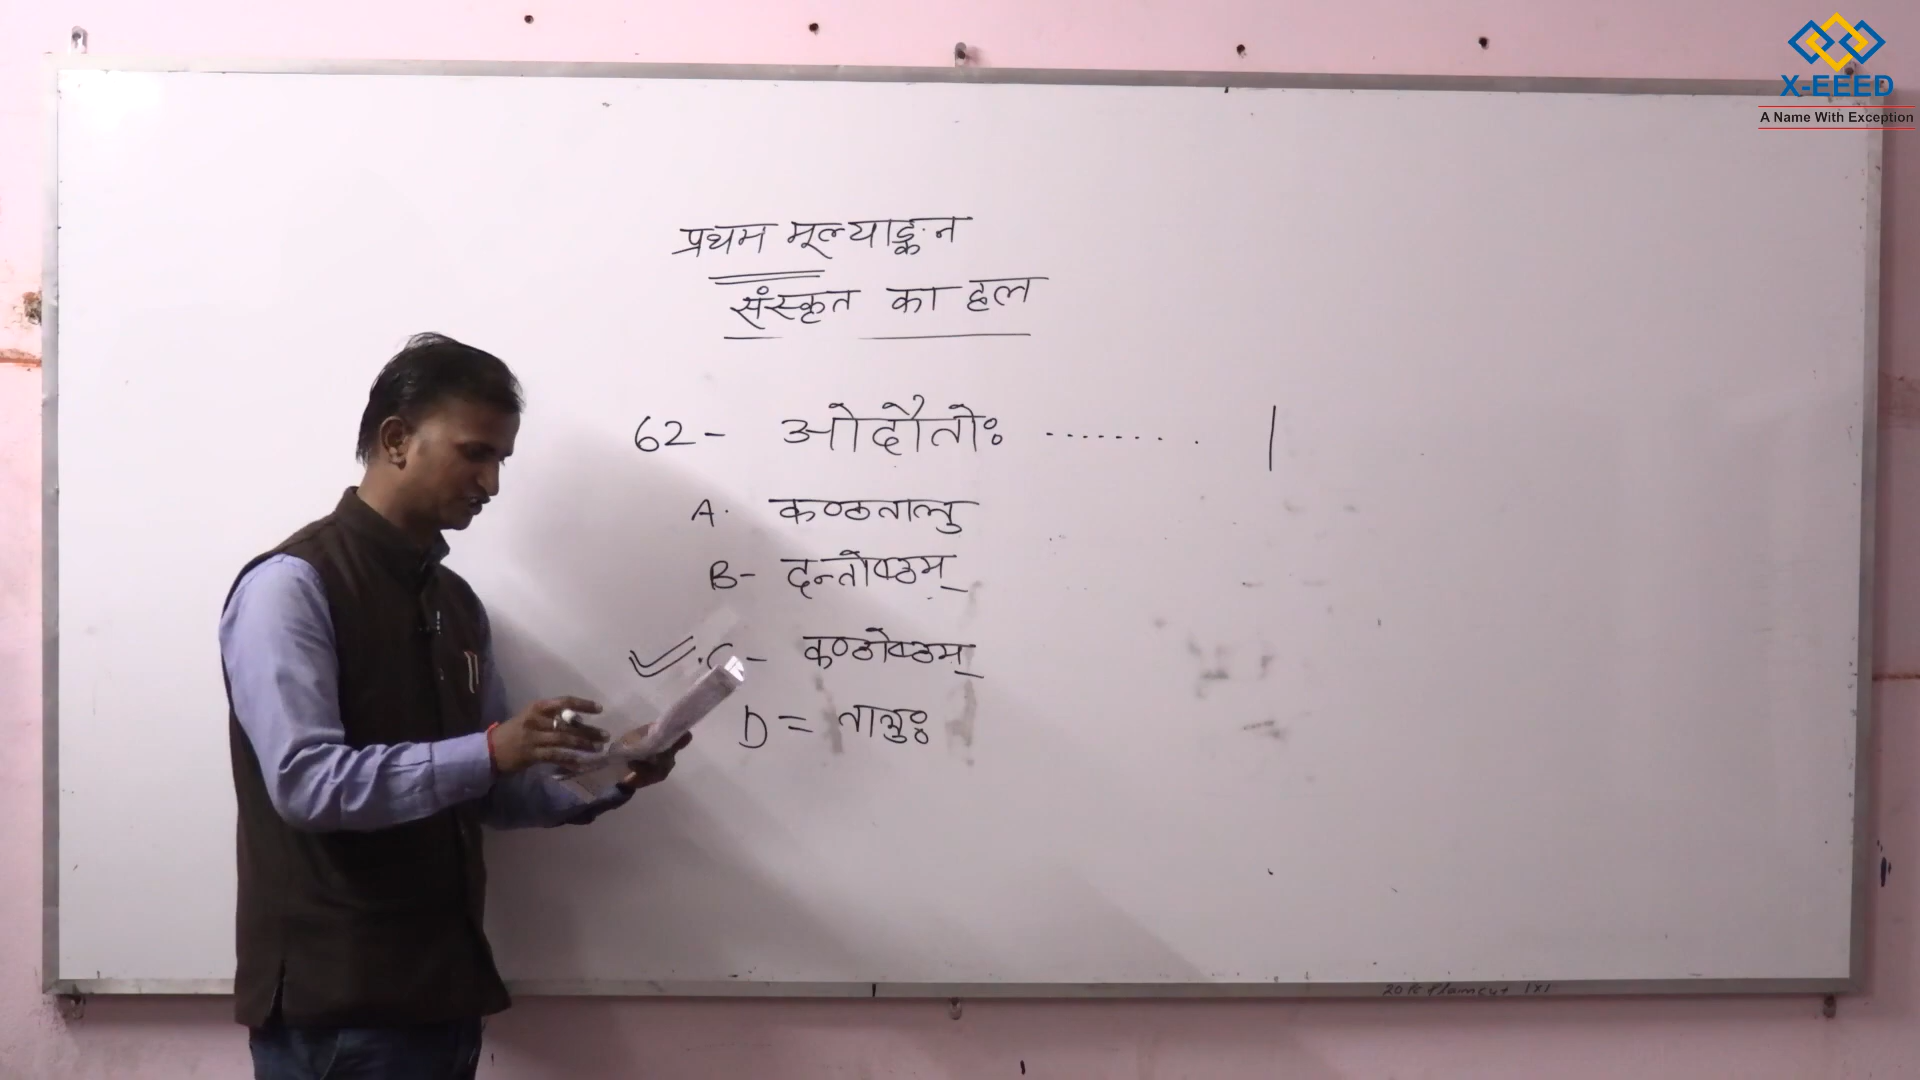 X-EEED
A Name With Exception
प्रथम मूल्याङ्कन
संस्कृत का हल
62- ओदौतोः ........ |
A. कण्ठतालु
B- दन्तोष्ठम्
C- कण्ठोष्ठम्
D = तालुः